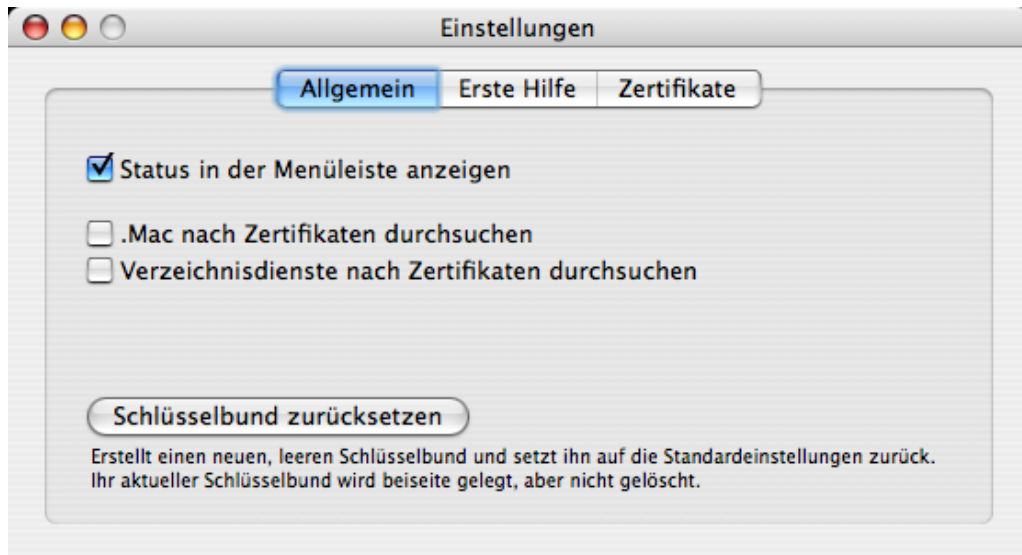 Einstellungen
Allgemein Erste Hilfe Zertifikate
Status in der Menüleiste anzeigen
.Mac nach Zertifikaten durchsuchen
Verzeichnisdienste nach Zertifikaten durchsuchen
Schlüsselbund zurücksetzen
Erstellt einen neuen, leeren Schlüsselbund und setzt ihn auf die Standardeinstellungen zurück.
Ihr aktueller Schlüsselbund wird beiseite gelegt, aber nicht gelöscht.